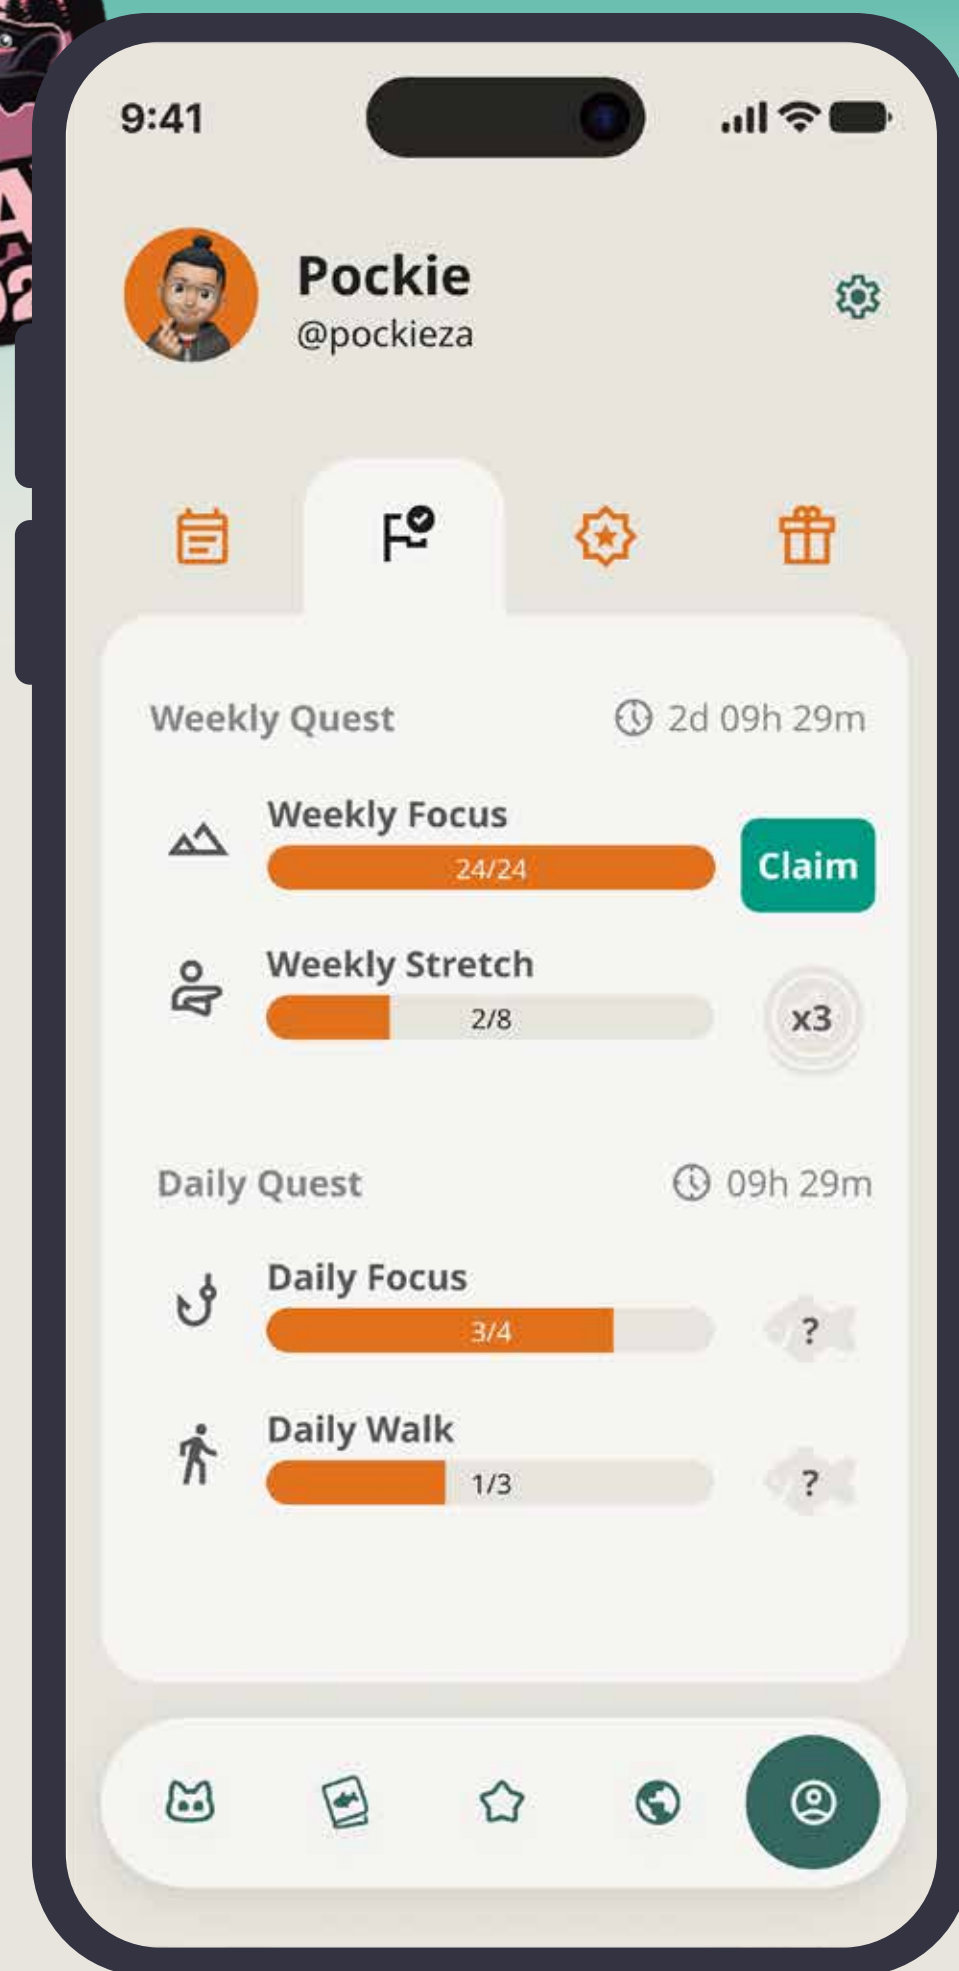 9:41
Pockie
@pockieza
Weekly Quest
2d 09h 29m
Weekly Focus
24/24
Claim
Weekly Stretch
2/8
x3
Daily Quest
09h 29m
Daily Focus
3/4
?
Daily Walk
1/3
?